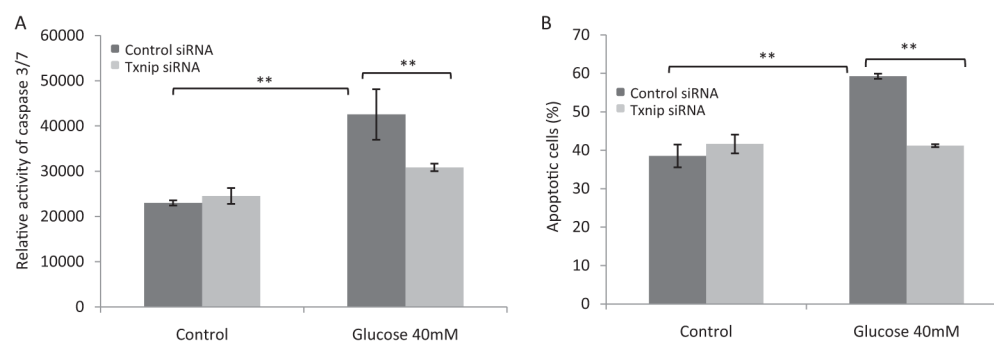 A
Relative activity of caspase 3/7
60000
50000
40000
30000
20000
10000
0
Control siRNA
Txnip siRNA
**
**
Control
Glucose 40mM
B
Apoptotic cells (%)
70
60
50
40
30
20
10
0
**
**
Control siRNA
Txnip siRNA
Control
Glucose 40mM